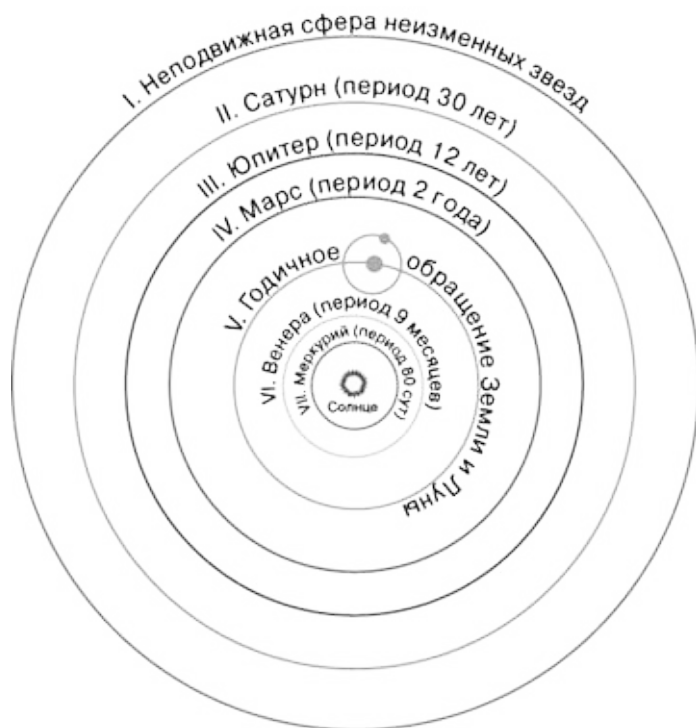 I. Неподвижная сфера неизменных звезд
II. Сатурн (период 30 лет)
III. Юпитер (период 12 лет)
IV. Марс (период 2 года)
V. Годичное обращение Земли и Луны
VI. Венера (период 9 месяцев)
VII. Меркурий (период 80 сут)
Солнце